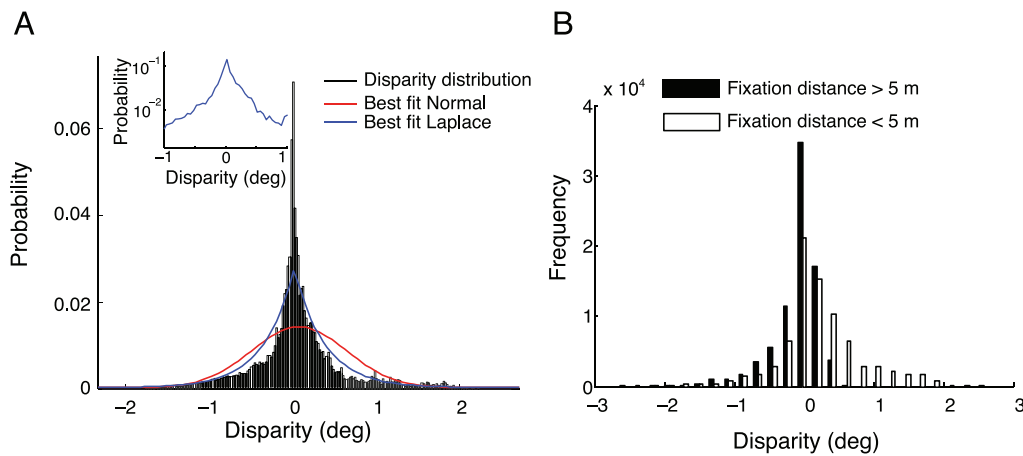 A
Probability
10⁻¹
10⁻²
−1
0
1
Disparity (deg)
Disparity distribution
Best fit Normal
Best fit Laplace
Probability
0.06
0.04
0.02
0
−2
−1
0
1
2
Disparity (deg)
B
x 10⁴
Fixation distance > 5 m
Fixation distance < 5 m
Frequency
4
3
2
1
0
−3
−2
−1
0
1
2
3
Disparity (deg)